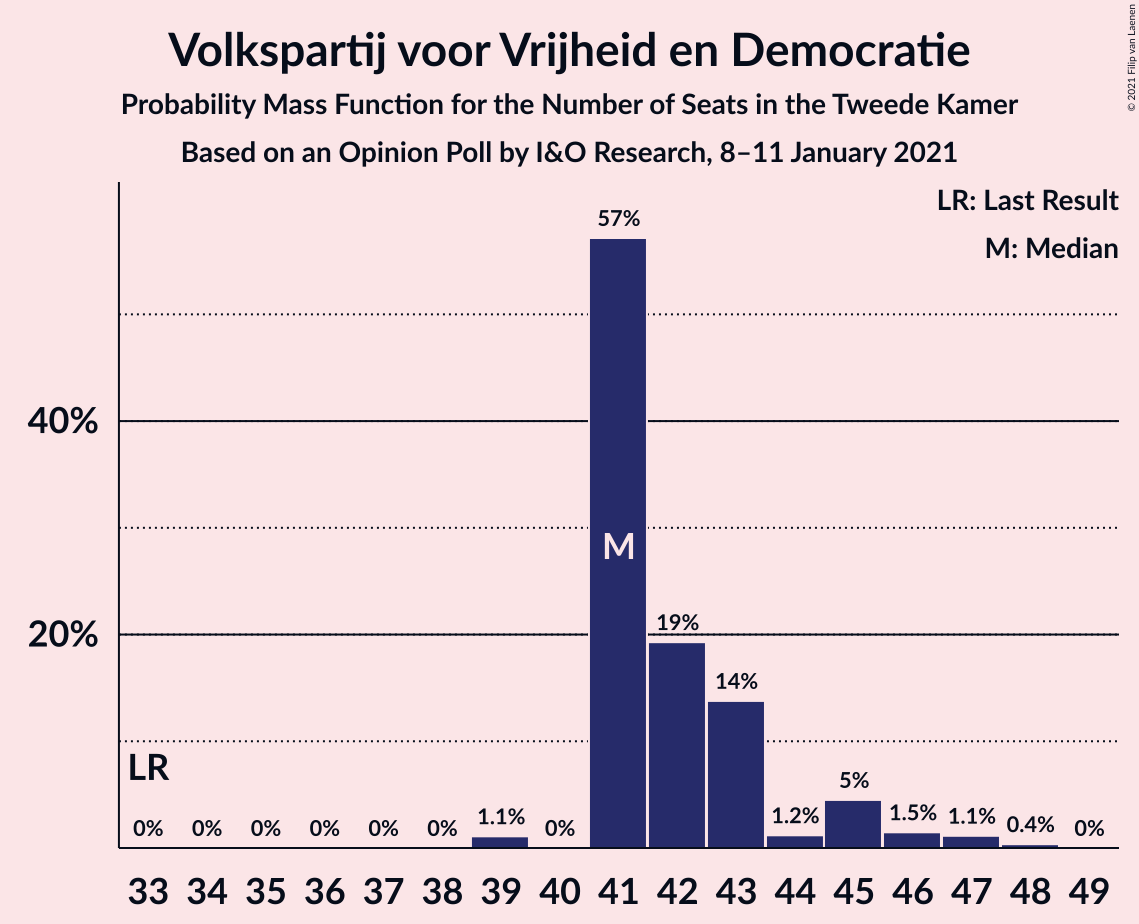 Volkspartij voor Vrijheid en Democratie
Probability Mass Function for the Number of Seats in the Tweede Kamer
Based on an Opinion Poll by I&O Research, 8–11 January 2021
© 2021 Filip van Laenen
LR: Last Result
M: Median
57%
40%
M
20%
19%
14%
LR
5%
0% 0% 0% 0% 0% 0% 1.1% 0% 1.2% 1.5% 1.1% 0.4% 0%
33 34 35 36 37 38 39 40 41 42 43 44 45 46 47 48 49